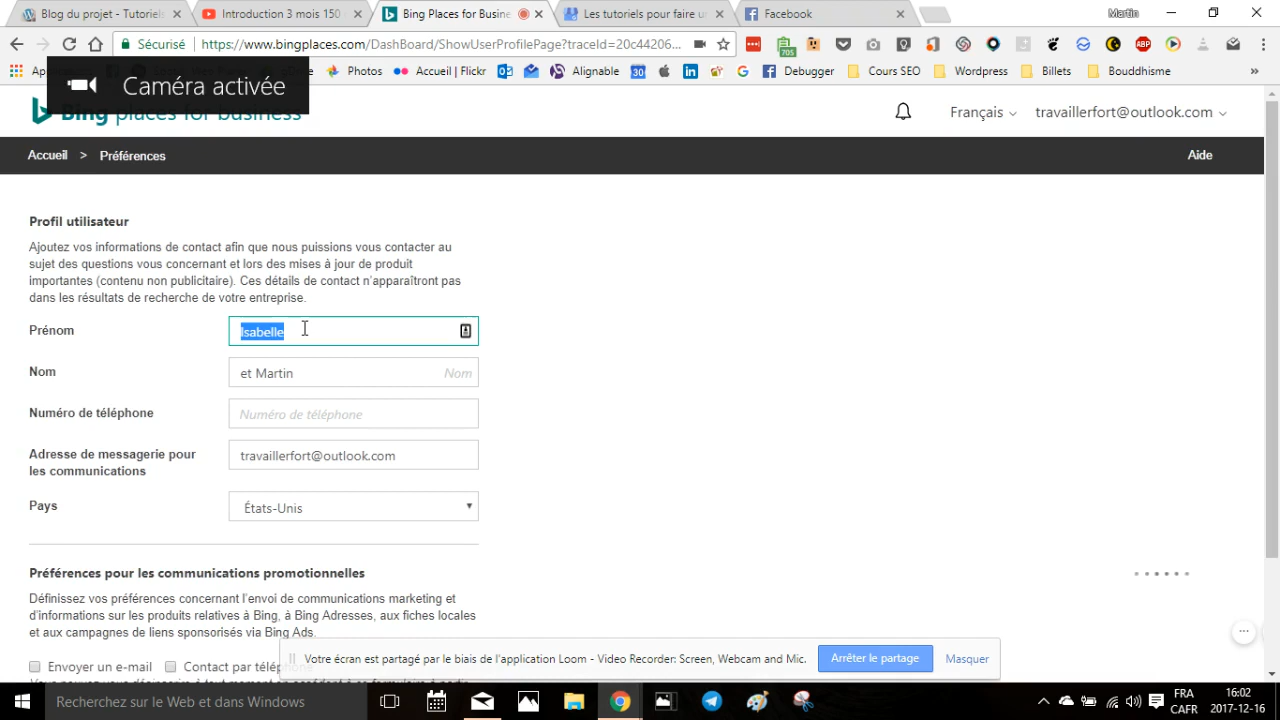 Blog du projet - Tutoriels
Introduction 3 mois 150
Bing Places for Busine
Les tutoriels pour faire u
Facebook
Martin
Sécurisé
https://www.bingplaces.com/DashBoard/ShowUserProfilePage?traceId=20c44206...
705
ABP
Photos
Accueil | Flickr
Alignable
30
Debugger
Cours SEO
Wordpress
Billets
Bouddhisme
»
Caméra activée
Bing places for business
Français
travaillerfort@outlook.com
Accueil > Préférences
Aide
Profil utilisateur
Ajoutez vos informations de contact afin que nous puissions vous contacter au
sujet des questions vous concernant et lors des mises à jour de produit
importantes (contenu non publicitaire). Ces détails de contact n'apparaîtront pas
dans les résultats de recherche de votre entreprise.
Prénom
Isabelle
Nom
et Martin
Nom
Numéro de téléphone
Numéro de téléphone
Adresse de messagerie pour
les communications
travaillerfort@outlook.com
Pays
États-Unis
Préférences pour les communications promotionnelles
Définissez vos préférences concernant l'envoi de communications marketing et
d'informations sur les produits relatives à Bing, à Bing Adresses, aux fiches locales
et aux campagnes de liens sponsorisés via Bing Ads.
Envoyer un e-mail
Contact par téléphone
Votre écran est partagé par le biais de l'application Loom - Video Recorder: Screen, Webcam and Mic.
Arrêter le partage
Masquer
Recherchez sur le Web et dans Windows
FRA
CAFR
16:02
2017-12-16